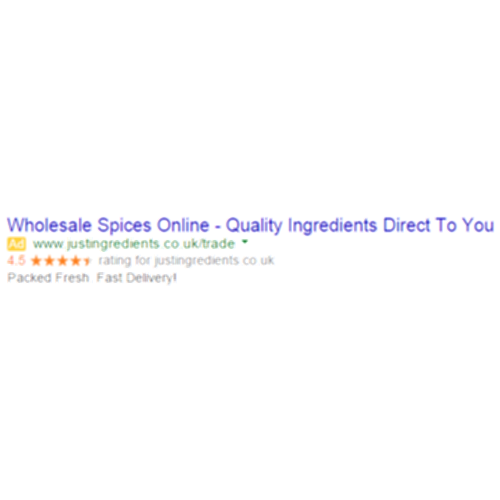 Wholesale Spices Online - Quality Ingredients Direct To You
Ad www.justingredients.co.uk/trade
4.5 ★★★★★ rating for justingredients.co.uk
Packed Fresh. Fast Delivery!